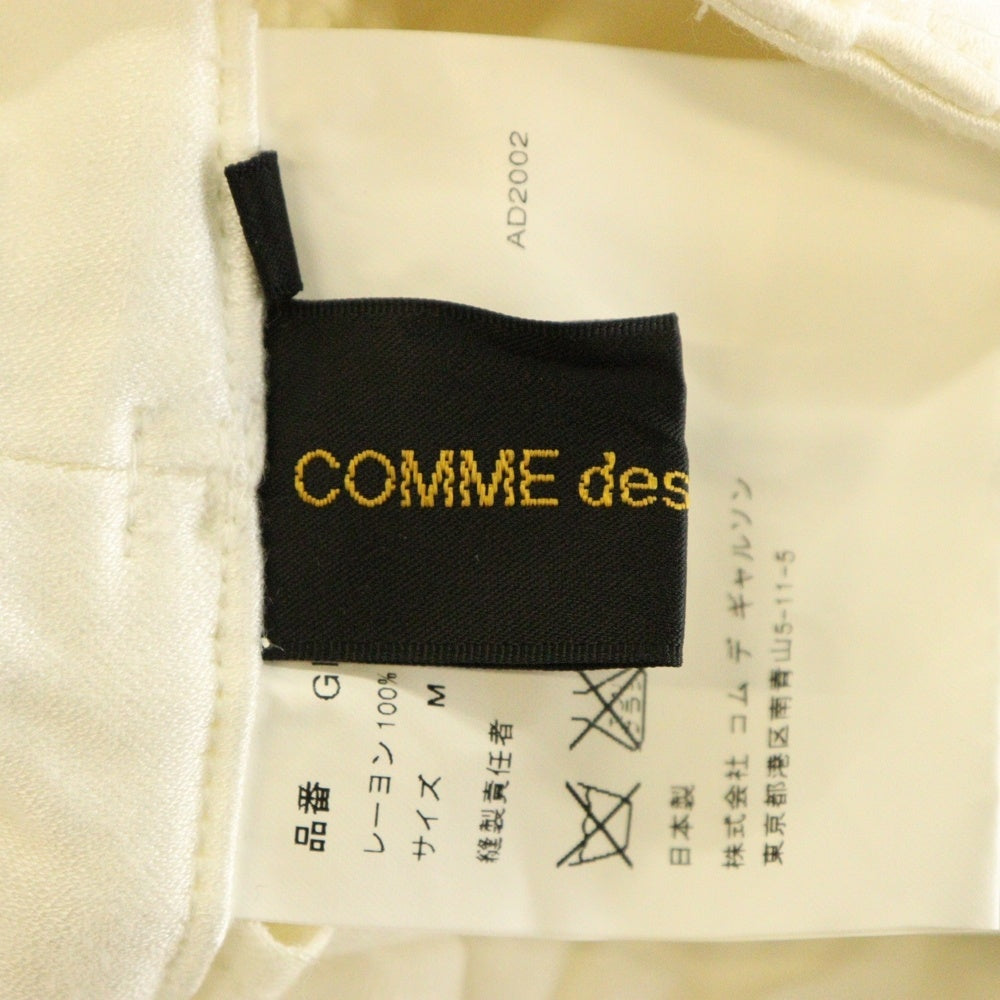 AD2002
COMME des
品番
レーヨン 100%
サイズ M
縫製責任者
日本製
株式会社 コム デ ギャルソン
東京都港区南青山5-11-5